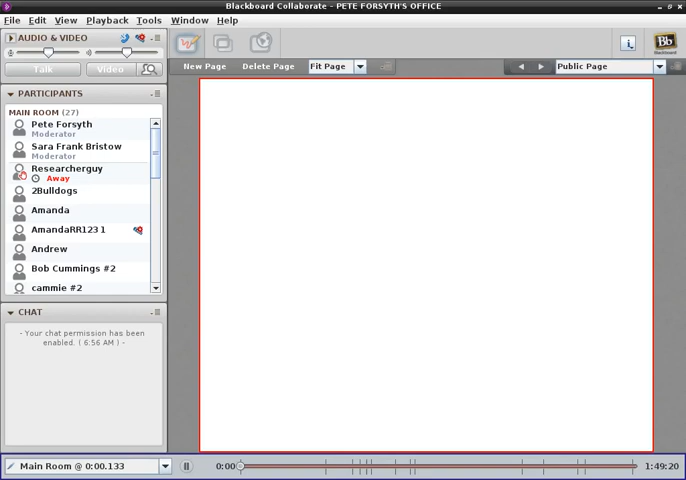 Blackboard Collaborate - PETE FORSYTH'S OFFICE
File Edit View Playback Tools Window Help
AUDIO & VIDEO
Talk Video
PARTICIPANTS
MAIN ROOM (27)
Pete Forsyth
Moderator
Sara Frank Bristow
Moderator
Researcherguy
Away
2Bulldogs
Amanda
AmandaRR123 1
Andrew
Bob Cummings #2
cammie #2
CHAT
- Your chat permission has been
enabled. ( 6:56 AM ) -
New Page Delete Page Fit Page Public Page
i
Bb
Blackboard
Main Room @ 0:00.133 0:00 1:49:20